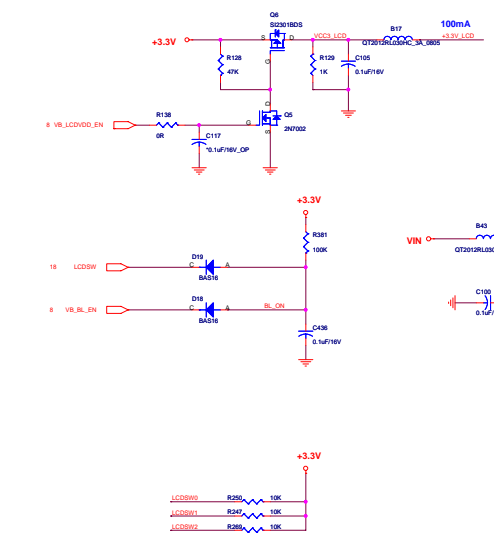 Q6
SI2301BDS
+3.3V
S
D
G
VCC3_LCD
B17
100mA
+3.3V_LCD
QT2012RL030HC_3A_0805
R128
47K
R129
1K
C105
0.1uF/16V
8 VB_LCDVDD_EN
R136
0R
G
D
S
Q5
2N7002
C117
*0.1uF/16V_OP
+3.3V
R381
100K
VIN
B43
QT2012RL030
18 LCDSW
C
D19
A
BAS16
8 VB_BL_EN
C
D18
A
BAS16
BL_ON
C100
0.1uF/
C436
0.1uF/16V
+3.3V
LCDSW0 R250 10K
LCDSW1 R247 10K
LCDSW2 R269 10K